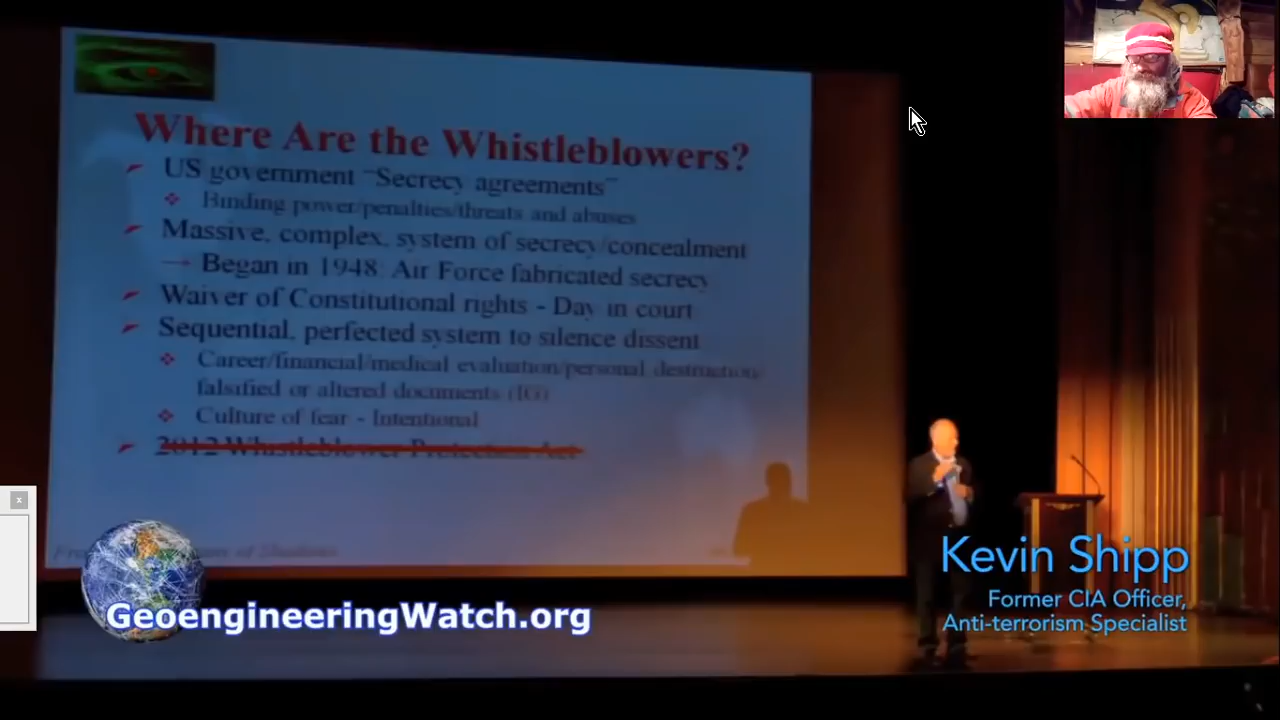 Where Are the Whistleblowers?
US government "Secrecy agreements"
Binding power/penalties/threats and abuses
Massive, complex, system of secrecy/concealment
Began in 1948: Air Force fabricated secrecy
Waiver of Constitutional rights - Day in court
Sequential, perfected system to silence dissent
Career/financial/medical evaluation/personal destruction/
falsified or altered documents (IG)
Culture of fear - Intentional
2012 Whistleblower Protection Act
of Shadows
Kevin Shipp
Former CIA Officer,
Anti-terrorism Specialist
GeoengineeringWatch.org
x